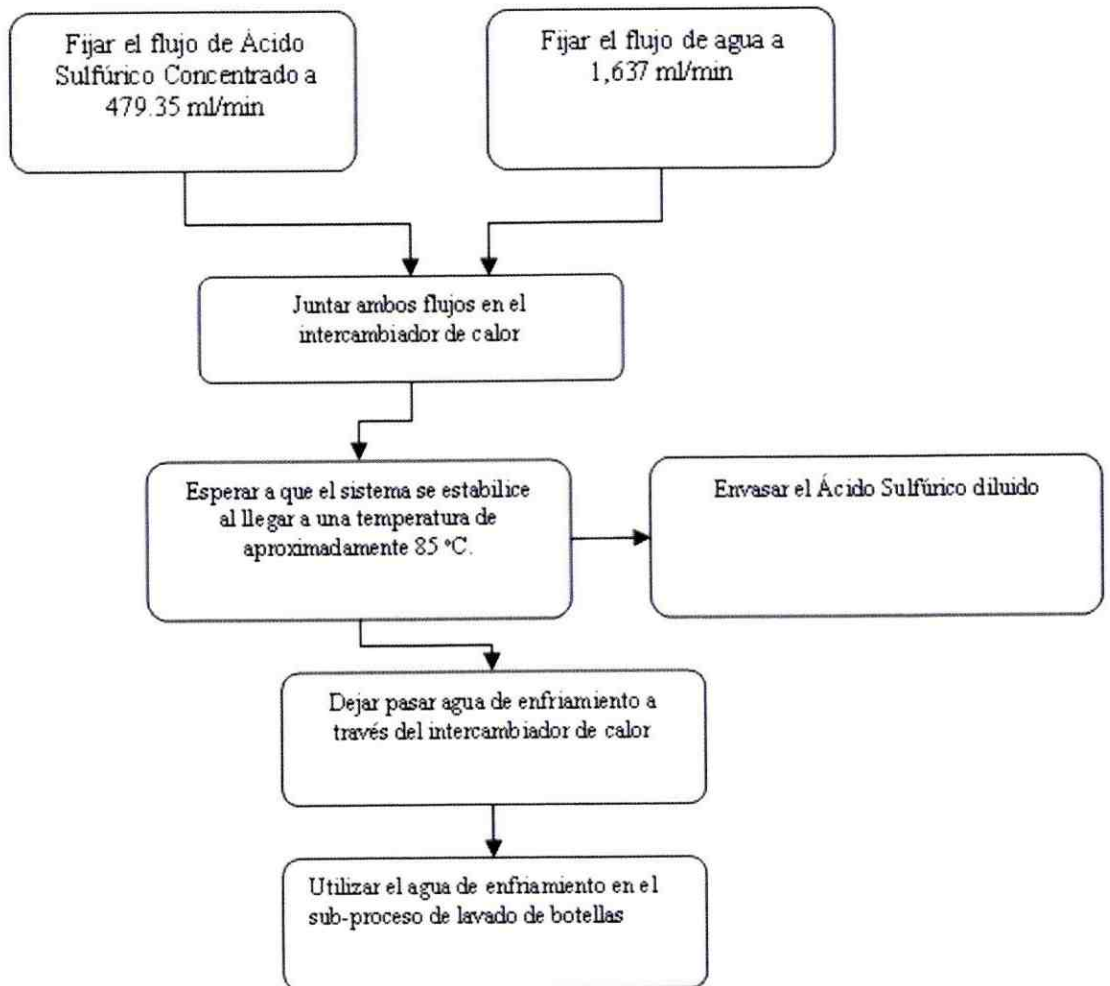 Fijar el flujo de Ácido
Sulfúrico Concentrado a
479.35 ml/min
Fijar el flujo de agua a
1,637 ml/min
Juntar ambos flujos en el
intercambiador de calor
Esperar a que el sistema se estabilice
al llegar a una temperatura de
aproximadamente 85 °C.
Envasar el Ácido Sulfúrico diluido
Dejar pasar agua de enfriamiento a
través del intercambiador de calor
Utilizar el agua de enfriamiento en el
sub-proceso de lavado de botellas